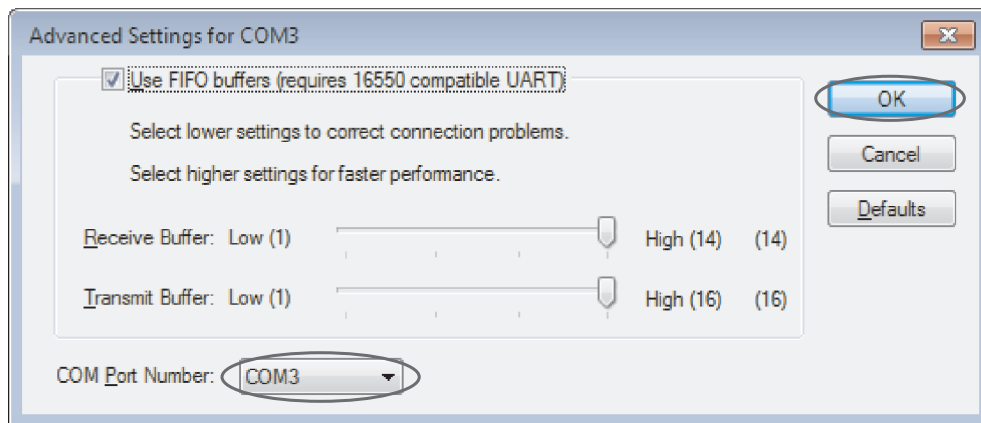 Advanced Settings for COM3
Use FIFO buffers (requires 16550 compatible UART)
OK
Select lower settings to correct connection problems.
Cancel
Select higher settings for faster performance.
Defaults
Receive Buffer: Low (1) High (14) (14)
Transmit Buffer: Low (1) High (16) (16)
COM Port Number: COM3